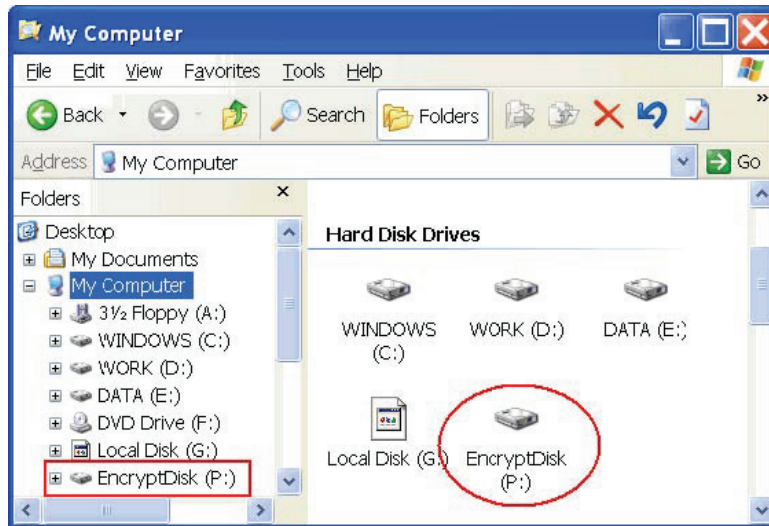 My Computer
File Edit View Favorites Tools Help
Back Search Folders »
Address My Computer Go
Folders ×
Desktop
My Documents
My Computer
3½ Floppy (A:)
WINDOWS (C:)
WORK (D:)
DATA (E:)
DVD Drive (F:)
Local Disk (G:)
EncryptDisk (P:)
Hard Disk Drives
WINDOWS
(C:)
WORK (D:)
DATA (E:)
Local Disk (G:)
EncryptDisk
(P:)